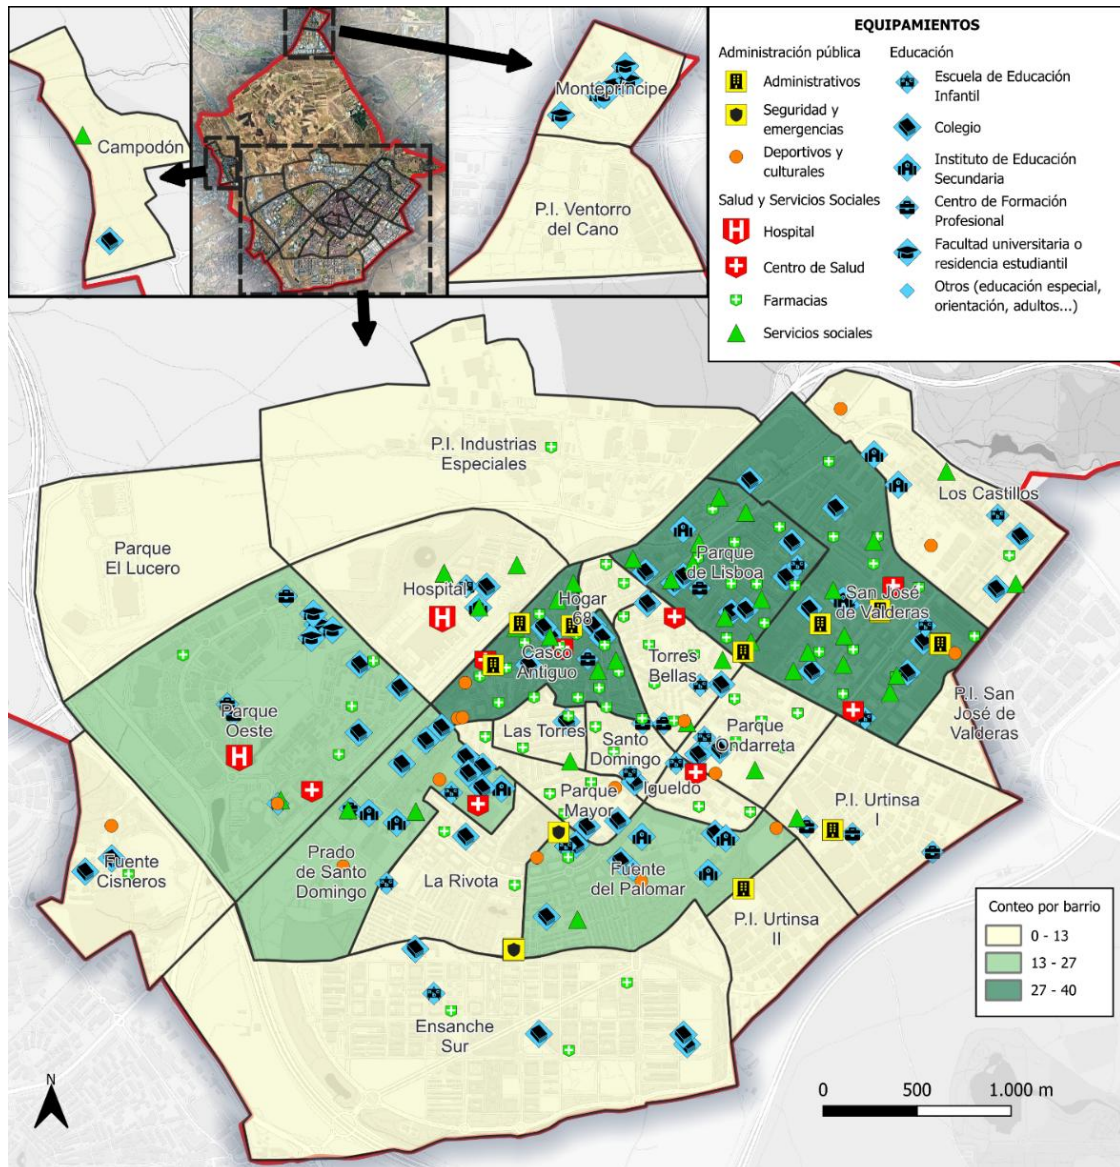 Campodón
Montepríncipe
P.I. Ventorro
del Cano
EQUIPAMIENTOS
Administración pública
Administrativos
Seguridad y
emergencias
Deportivos y
culturales
Salud y Servicios Sociales
Hospital
Centro de Salud
Farmacias
Servicios sociales
Educación
Escuela de Educación
Infantil
Colegio
Instituto de Educación
Secundaria
Centro de Formación
Profesional
Facultad universitaria o
residencia estudiantil
Otros (educación especial,
orientación, adultos...)
P.I. Industrias
Especiales
Los Castillos
Parque
El Lucero
Parque
de Lisboa
Hospital
Hogar
68
San José
de Valderas
Casco
Antiguo
Torres
Bellas
P.I. San
José de
Valderas
Parque
Oeste
Las Torres
Santo
Domingo
Parque
Ondarreta
Igueldo
Parque
Mayor
P.I. Urtinsa
I
Fuente
Cisneros
Prado
de Santo
Domingo
La Rivota
Fuente
del Palomar
P.I. Urtinsa
II
Ensanche
Sur
Conteo por barrio
0 - 13
13 - 27
27 - 40
N
0 500 1.000 m